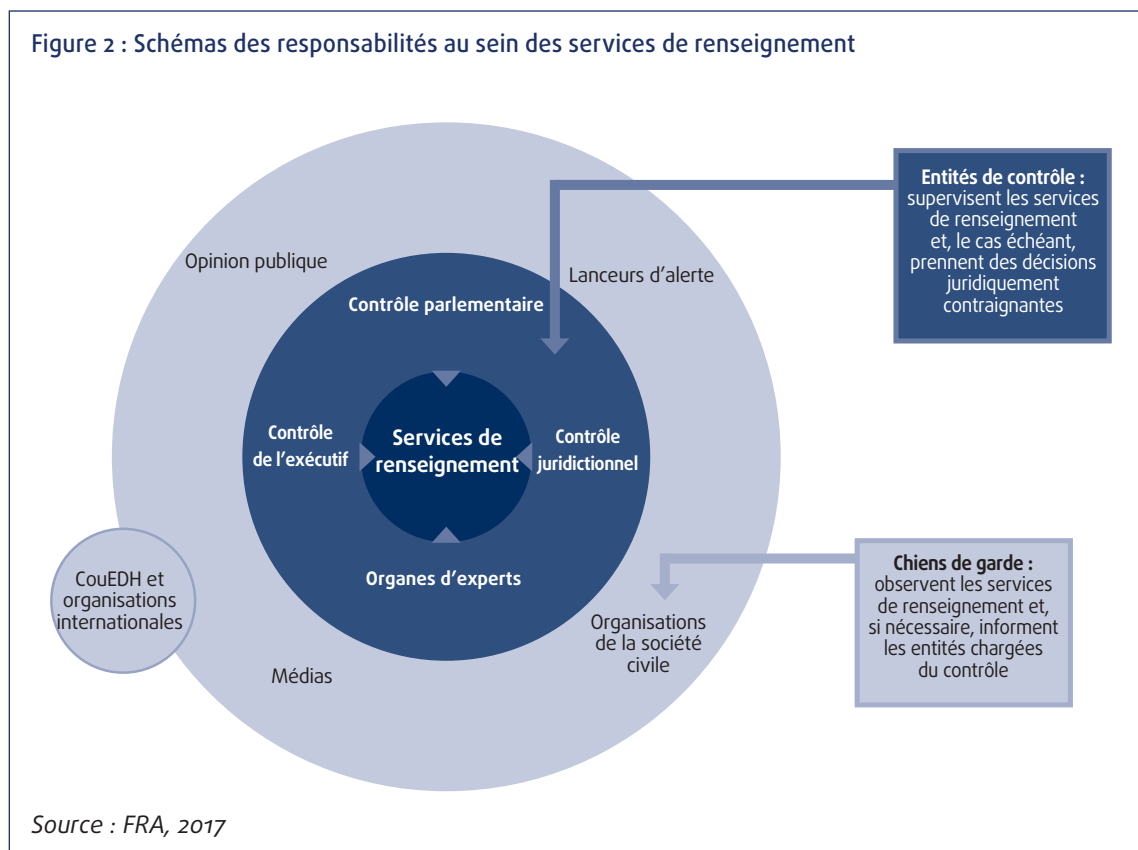 Figure 2 : Schémas des responsabilités au sein des services de renseignement
Opinion publique
Lanceurs d'alerte
Contrôle parlementaire
Contrôle
de l'exécutif
Services de
renseignement
Contrôle
juridictionnel
Organes d'experts
CouEDH et
organisations
internationales
Médias
Organisations
de la société
civile
Entités de contrôle :
supervisent les services
de renseignement
et, le cas échéant,
prennent des décisions
juridiquement
contraignantes
Chiens de garde :
observent les services
de renseignement et,
si nécessaire, informent
les entités chargées
du contrôle
Source : FRA, 2017